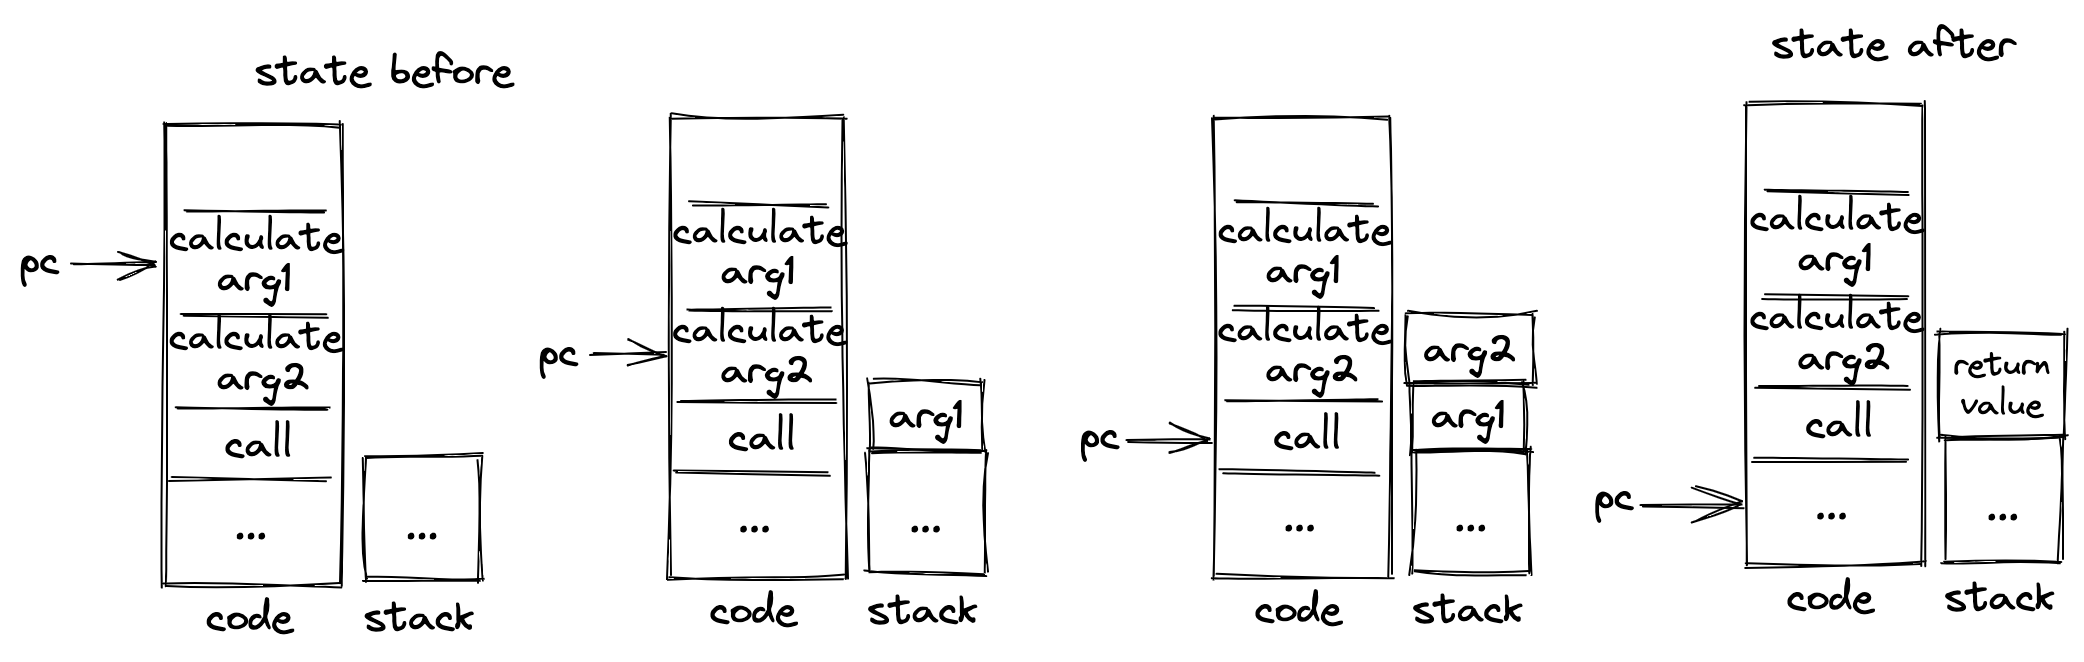 state before
pc
calculate
arg1
calculate
arg2
call
...
...
code
stack
pc
calculate
arg1
calculate
arg2
call
...
arg1
...
code
stack
pc
calculate
arg1
calculate
arg2
call
...
arg2
arg1
...
code
stack
state after
pc
calculate
arg1
calculate
arg2
call
...
return
value
...
code
stack